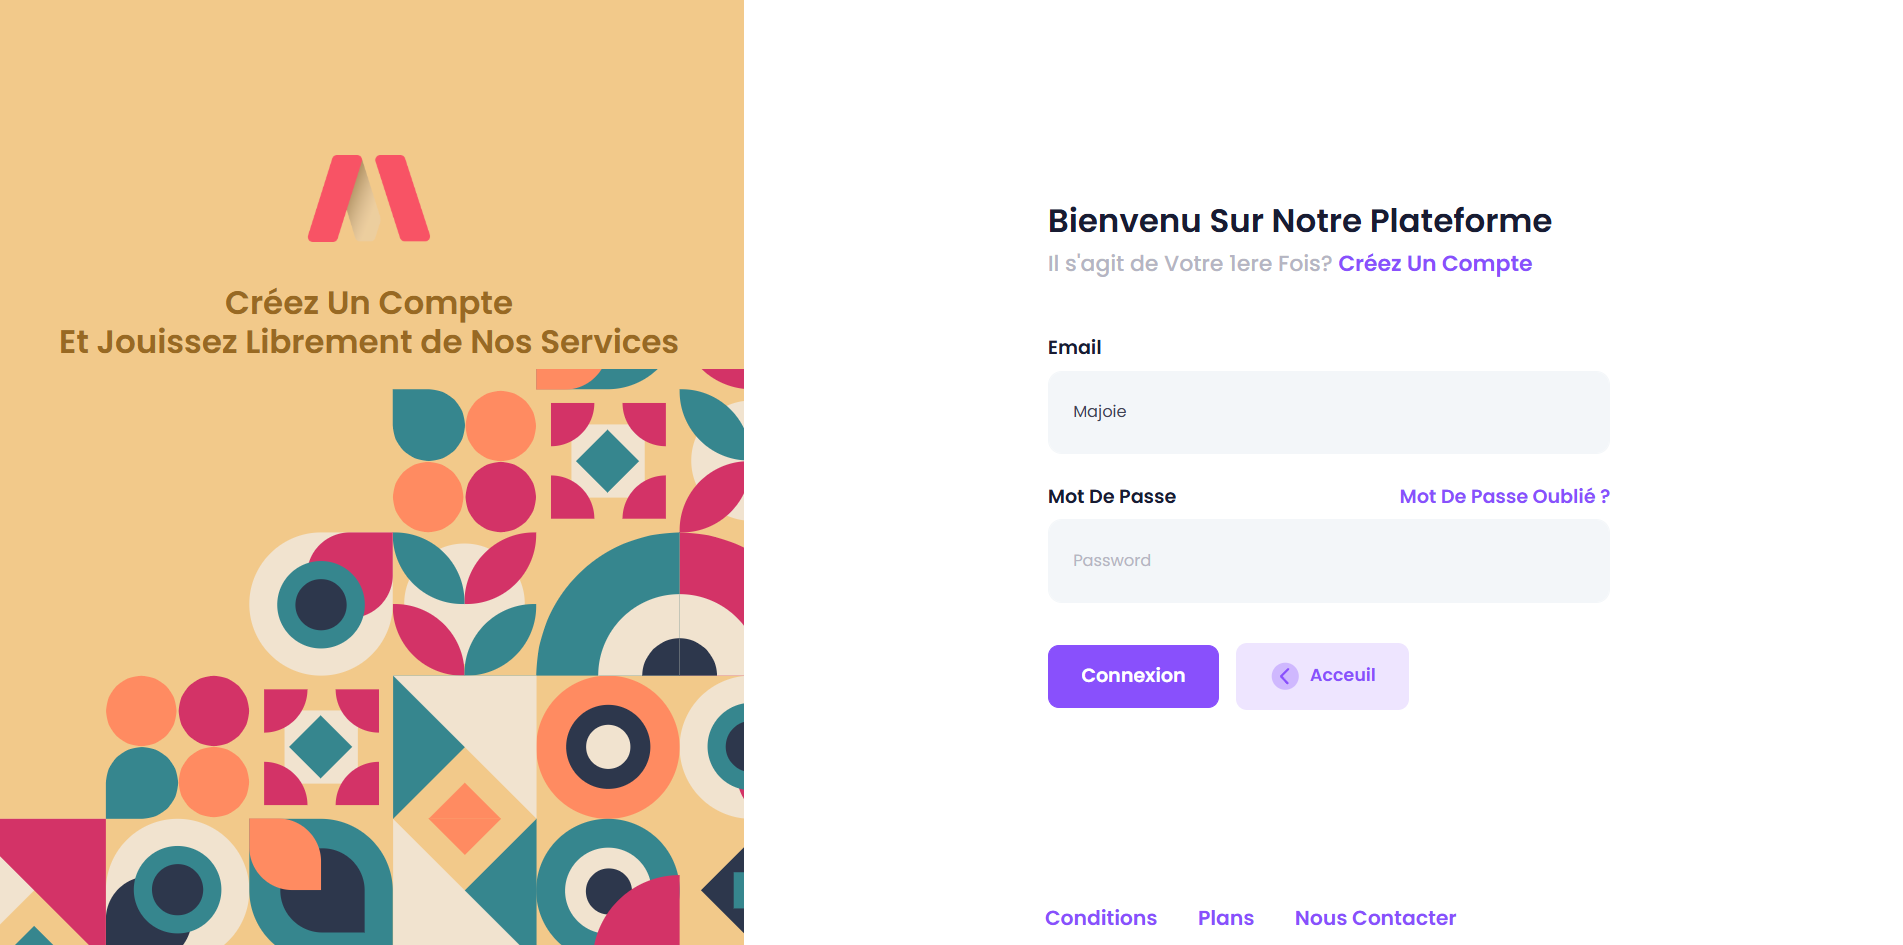 Créez Un Compte
Et Jouissez Librement de Nos Services
Bienvenu Sur Notre Plateforme
Il s'agit de Votre 1ere Fois? Créez Un Compte
Email
Majoie
Mot De Passe Mot De Passe Oublié ?
Password
Connexion Acceuil
Conditions Plans Nous Contacter